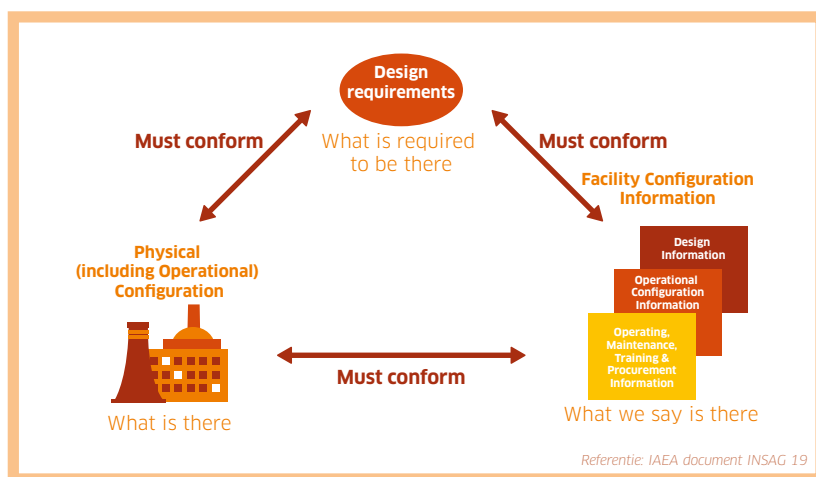 Design
requirements
What is required
to be there
Must conform
Must conform
Facility Configuration
Information
Design
Information
Operational
Configuration
Information
Operating,
Maintenance,
Training &
Procurement
Information
What we say is there
Physical
(including Operational)
Configuration
What is there
Must conform
Referentie: IAEA document INSAG 19